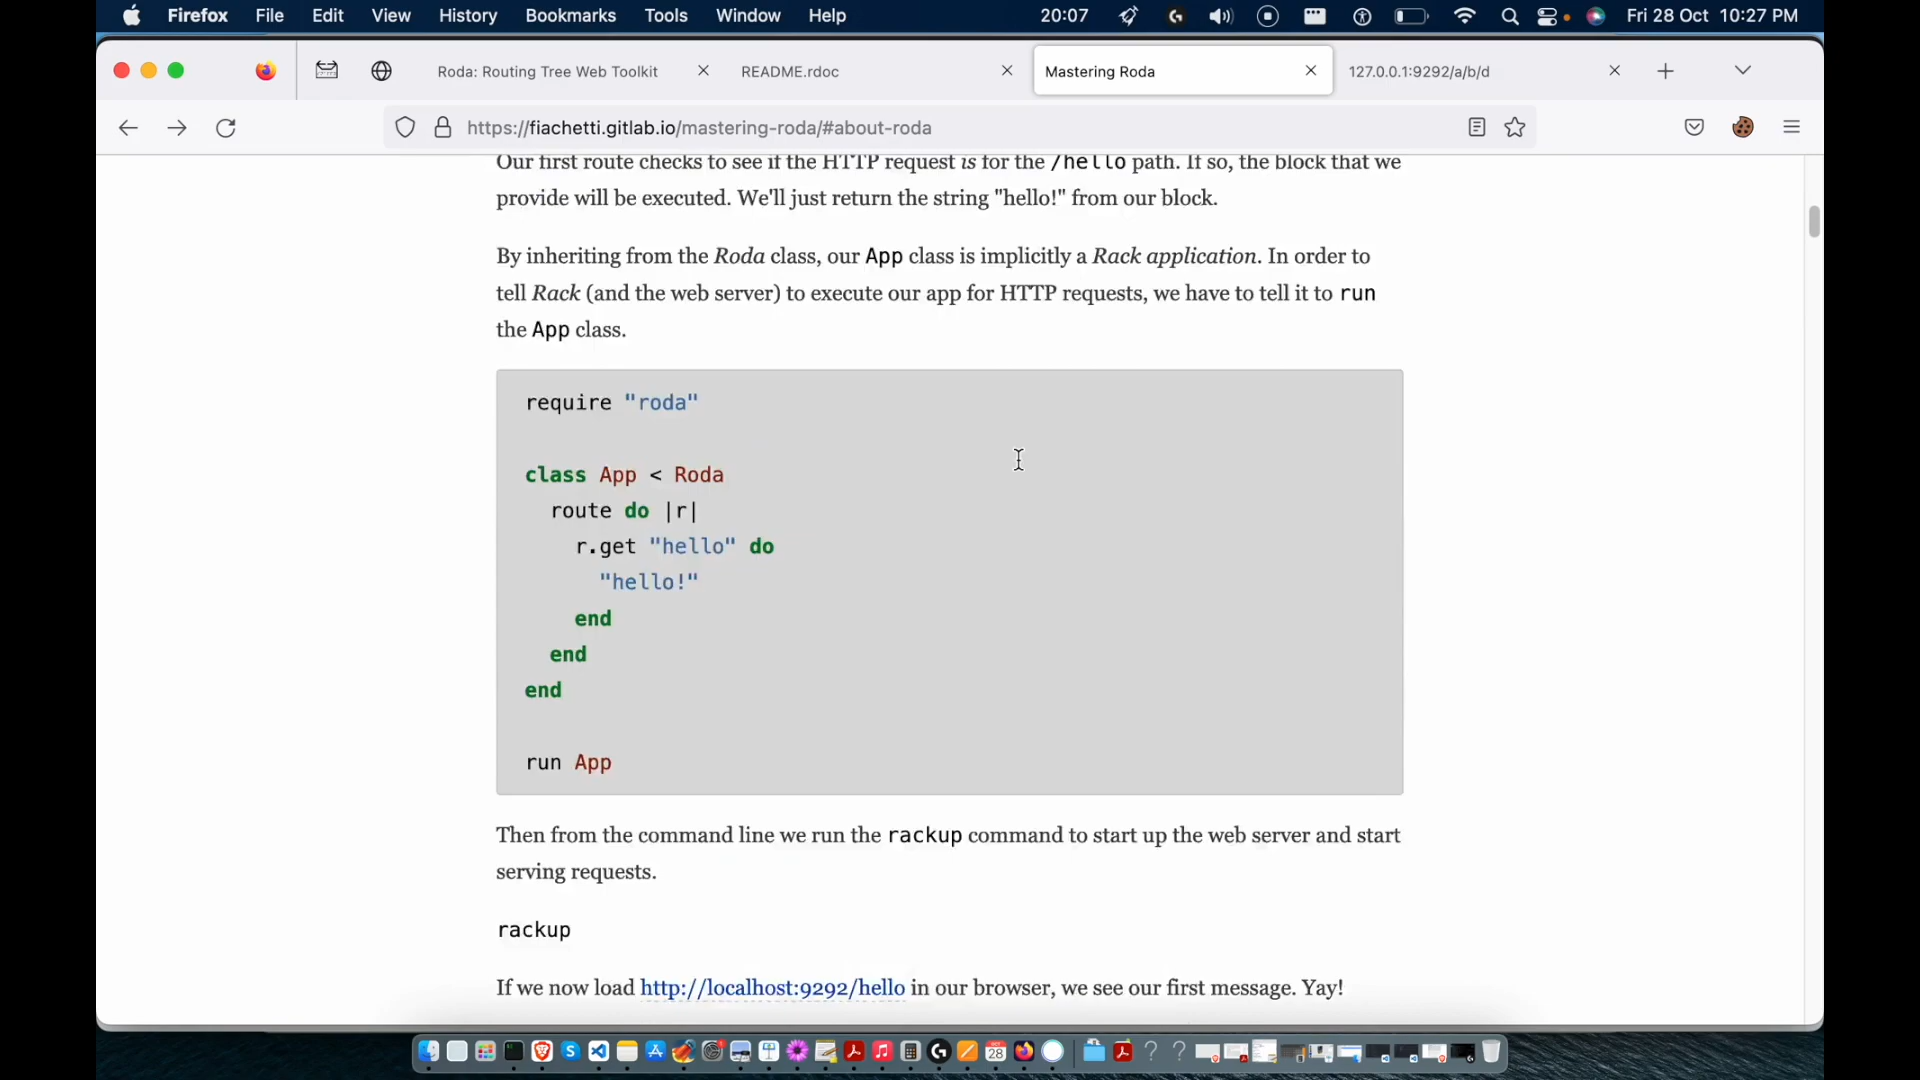 Firefox File Edit View History Bookmarks Tools Window Help 20:07 Fri 28 Oct 10:27 PM
Roda: Routing Tree Web Toolkit README.rdoc Mastering Roda 127.0.0.1:9292/a/b/d
https://fiachetti.gitlab.io/mastering-roda/#about-roda
Our first route checks to see if the HTTP request is for the /hello path. If so, the block that we
provide will be executed. We'll just return the string "hello!" from our block.
By inheriting from the Roda class, our App class is implicitly a Rack application. In order to
tell Rack (and the web server) to execute our app for HTTP requests, we have to tell it to run
the App class.
require "roda"
class App < Roda
route do |r|
r.get "hello" do
"hello!"
end
end
end
run App
Then from the command line we run the rackup command to start up the web server and start
serving requests.
rackup
If we now load http://localhost:9292/hello in our browser, we see our first message. Yay!
28